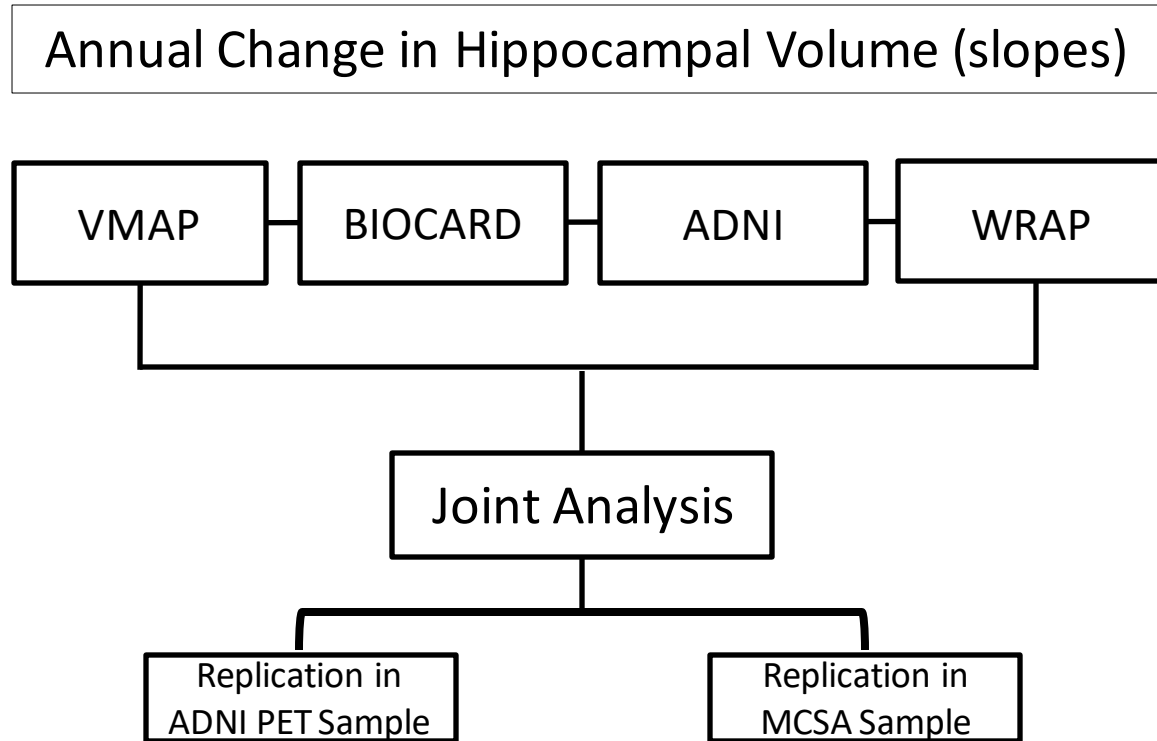 Annual Change in Hippocampal Volume (slopes)
VMAP
BIOCARD
ADNI
WRAP
Joint Analysis
Replication in
ADNI PET Sample
Replication in
MCSA Sample